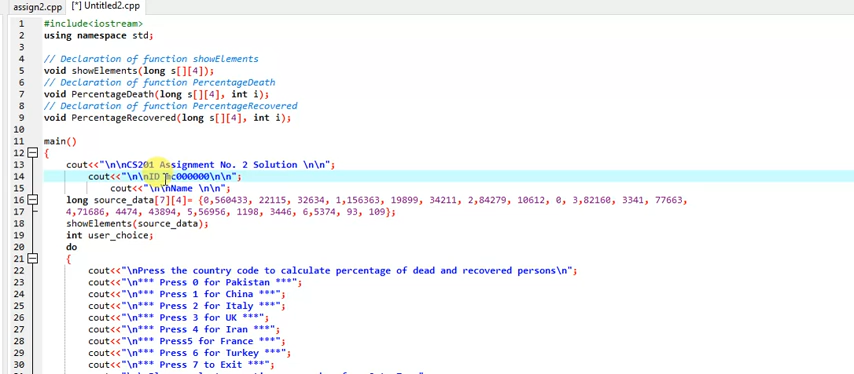 assign2.cpp [*] Untitled2.cpp
1 #include<iostream>
2 using namespace std;
3
4 // Declaration of function showElements
5 void showElements(long s[][4]);
6 // Declaration of function PercentageDeath
7 void PercentageDeath(long s[][4], int i);
8 // Declaration of function PercentageRecovered
9 void PercentageRecovered(long s[][4], int i);
10
11 main()
12 {
13 cout<<"\n\nCS201 Assignment No. 2 Solution \n\n";
14 cout<<"\n\nID mc000000\n\n";
15 cout<<"\n\nName \n\n";
16 long source_data[7][4]= {0,560433, 22115, 32634, 1,156363, 19899, 34211, 2,84279, 10612, 0, 3,82160, 3341, 77663,
17 4,71686, 4474, 43894, 5,56956, 1198, 3446, 6,5374, 93, 109};
18 showElements(source_data);
19 int user_choice;
20 do
21 {
22 cout<<"\nPress the country code to calculate percentage of dead and recovered persons\n";
23 cout<<"\n*** Press 0 for Pakistan ***";
24 cout<<"\n*** Press 1 for China ***";
25 cout<<"\n*** Press 2 for Italy ***";
26 cout<<"\n*** Press 3 for UK ***";
27 cout<<"\n*** Press 4 for Iran ***";
28 cout<<"\n*** Press5 for France ***";
29 cout<<"\n*** Press 6 for Turkey ***";
30 cout<<"\n*** Press 7 to Exit ***";